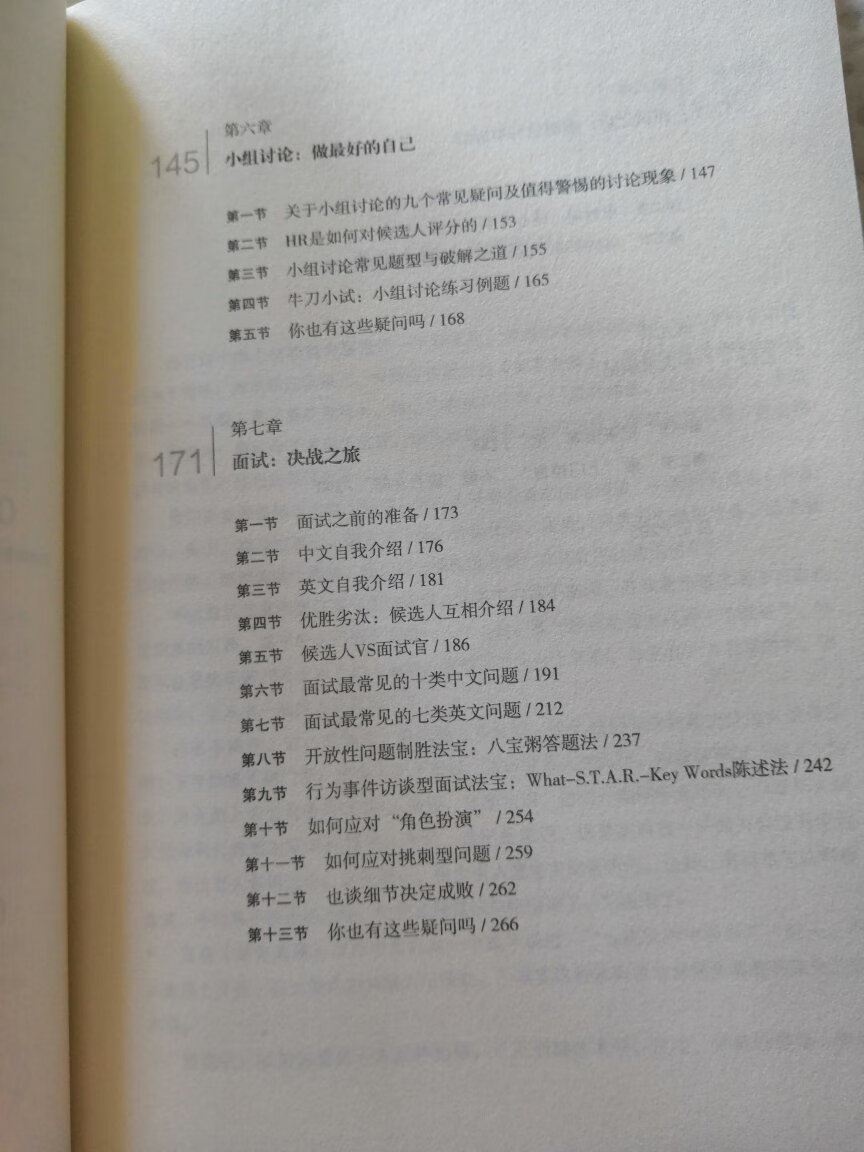 第六章
145
小组讨论：做最好的自己
第一节 关于小组讨论的九个常见疑问及值得警惕的讨论现象 / 147
第二节 HR是如何对候选人评分的 / 153
第三节 小组讨论常见题型与破解之道 / 155
第四节 牛刀小试：小组讨论练习例题 / 165
第五节 你也有这些疑问吗 / 168
第七章
171
面试：决战之旅
第一节 面试之前的准备 / 173
第二节 中文自我介绍 / 176
第三节 英文自我介绍 / 181
第四节 优胜劣汰：候选人互相介绍 / 184
第五节 候选人VS面试官 / 186
第六节 面试最常见的十类中文问题 / 191
第七节 面试最常见的七类英文问题 / 212
第八节 开放性问题制胜法宝：八宝粥答题法 / 237
第九节 行为事件访谈型面试法宝：What-S.T.A.R.-Key Words陈述法 / 242
第十节 如何应对“角色扮演” / 254
第十一节 如何应对挑刺型问题 / 259
第十二节 也谈细节决定成败 / 262
第十三节 你也有这些疑问吗 / 266